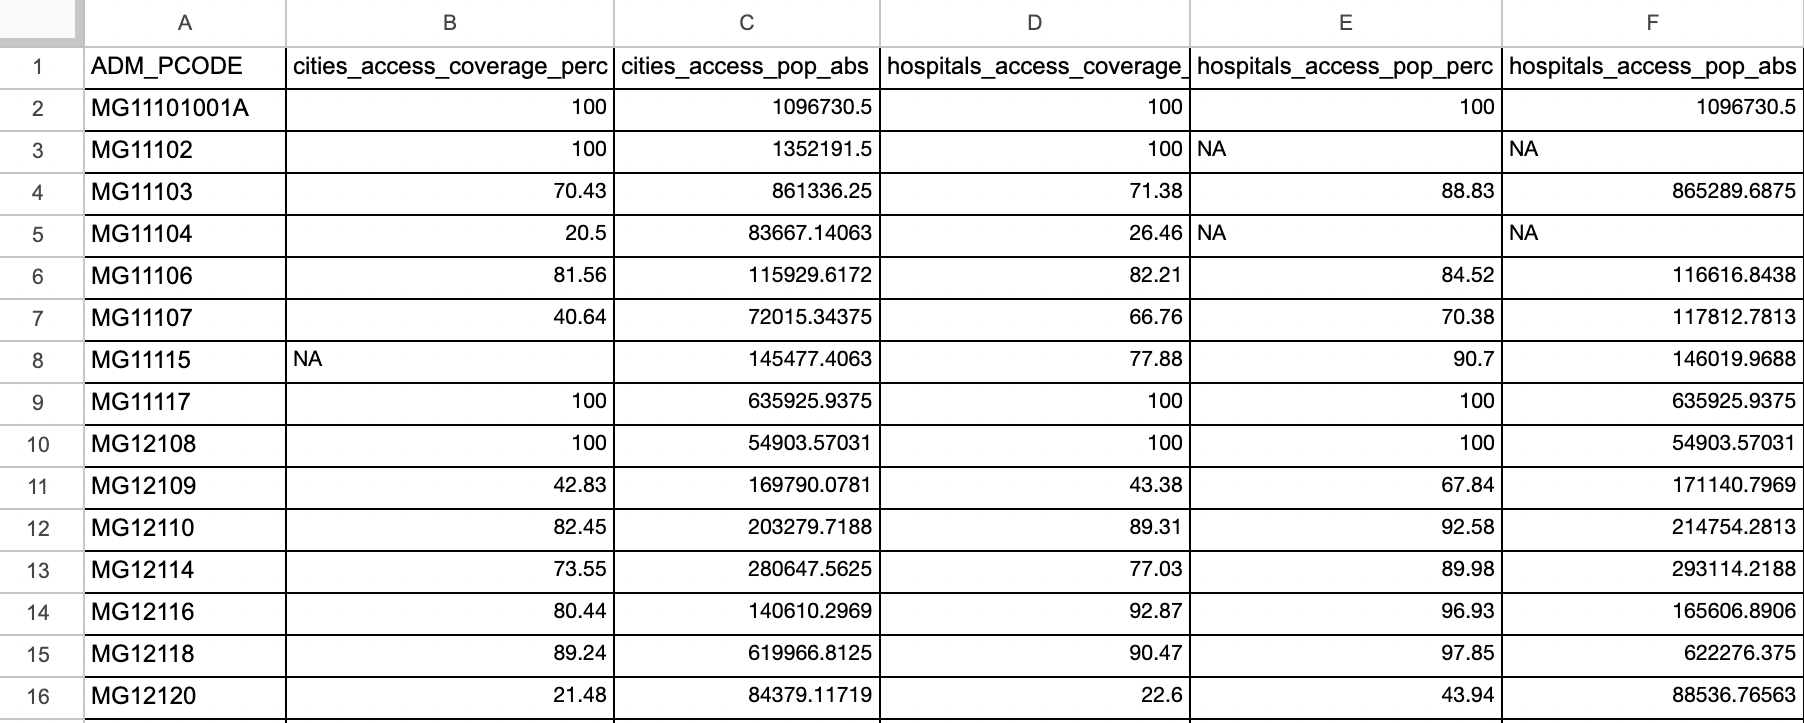 A B C D E F
1 ADM_PCODE cities_access_coverage_perc cities_access_pop_abs hospitals_access_coverage_ hospitals_access_pop_perc hospitals_access_pop_abs
2 MG11101001A 100 1096730.5 100 100 1096730.5
3 MG11102 100 1352191.5 100 NA NA
4 MG11103 70.43 861336.25 71.38 88.83 865289.6875
5 MG11104 20.5 83667.14063 26.46 NA NA
6 MG11106 81.56 115929.6172 82.21 84.52 116616.8438
7 MG11107 40.64 72015.34375 66.76 70.38 117812.7813
8 MG11115 NA 145477.4063 77.88 90.7 146019.9688
9 MG11117 100 635925.9375 100 100 635925.9375
10 MG12108 100 54903.57031 100 100 54903.57031
11 MG12109 42.83 169790.0781 43.38 67.84 171140.7969
12 MG12110 82.45 203279.7188 89.31 92.58 214754.2813
13 MG12114 73.55 280647.5625 77.03 89.98 293114.2188
14 MG12116 80.44 140610.2969 92.87 96.93 165606.8906
15 MG12118 89.24 619966.8125 90.47 97.85 622276.375
16 MG12120 21.48 84379.11719 22.6 43.94 88536.76563